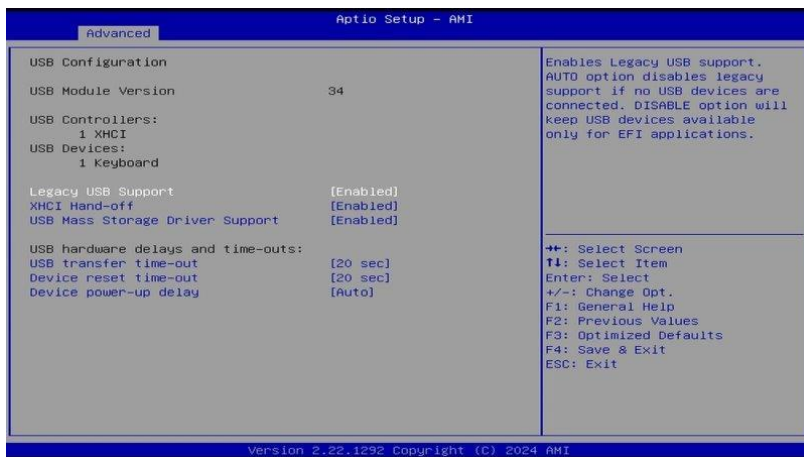 Aptio Setup – AMI
Advanced
USB Configuration
USB Module Version 34
USB Controllers:
1 XHCI
USB Devices:
1 Keyboard
Legacy USB Support [Enabled]
XHCI Hand-off [Enabled]
USB Mass Storage Driver Support [Enabled]
USB hardware delays and time-outs:
USB transfer time-out [20 sec]
Device reset time-out [20 sec]
Device power-up delay [Auto]
Enables Legacy USB support.
AUTO option disables legacy
support if no USB devices are
connected. DISABLE option will
keep USB devices available
only for EFI applications.
→←: Select Screen
↑↓: Select Item
Enter: Select
+/-: Change Opt.
F1: General Help
F2: Previous Values
F3: Optimized Defaults
F4: Save & Exit
ESC: Exit
Version 2.22.1292 Copyright (C) 2024 AMI